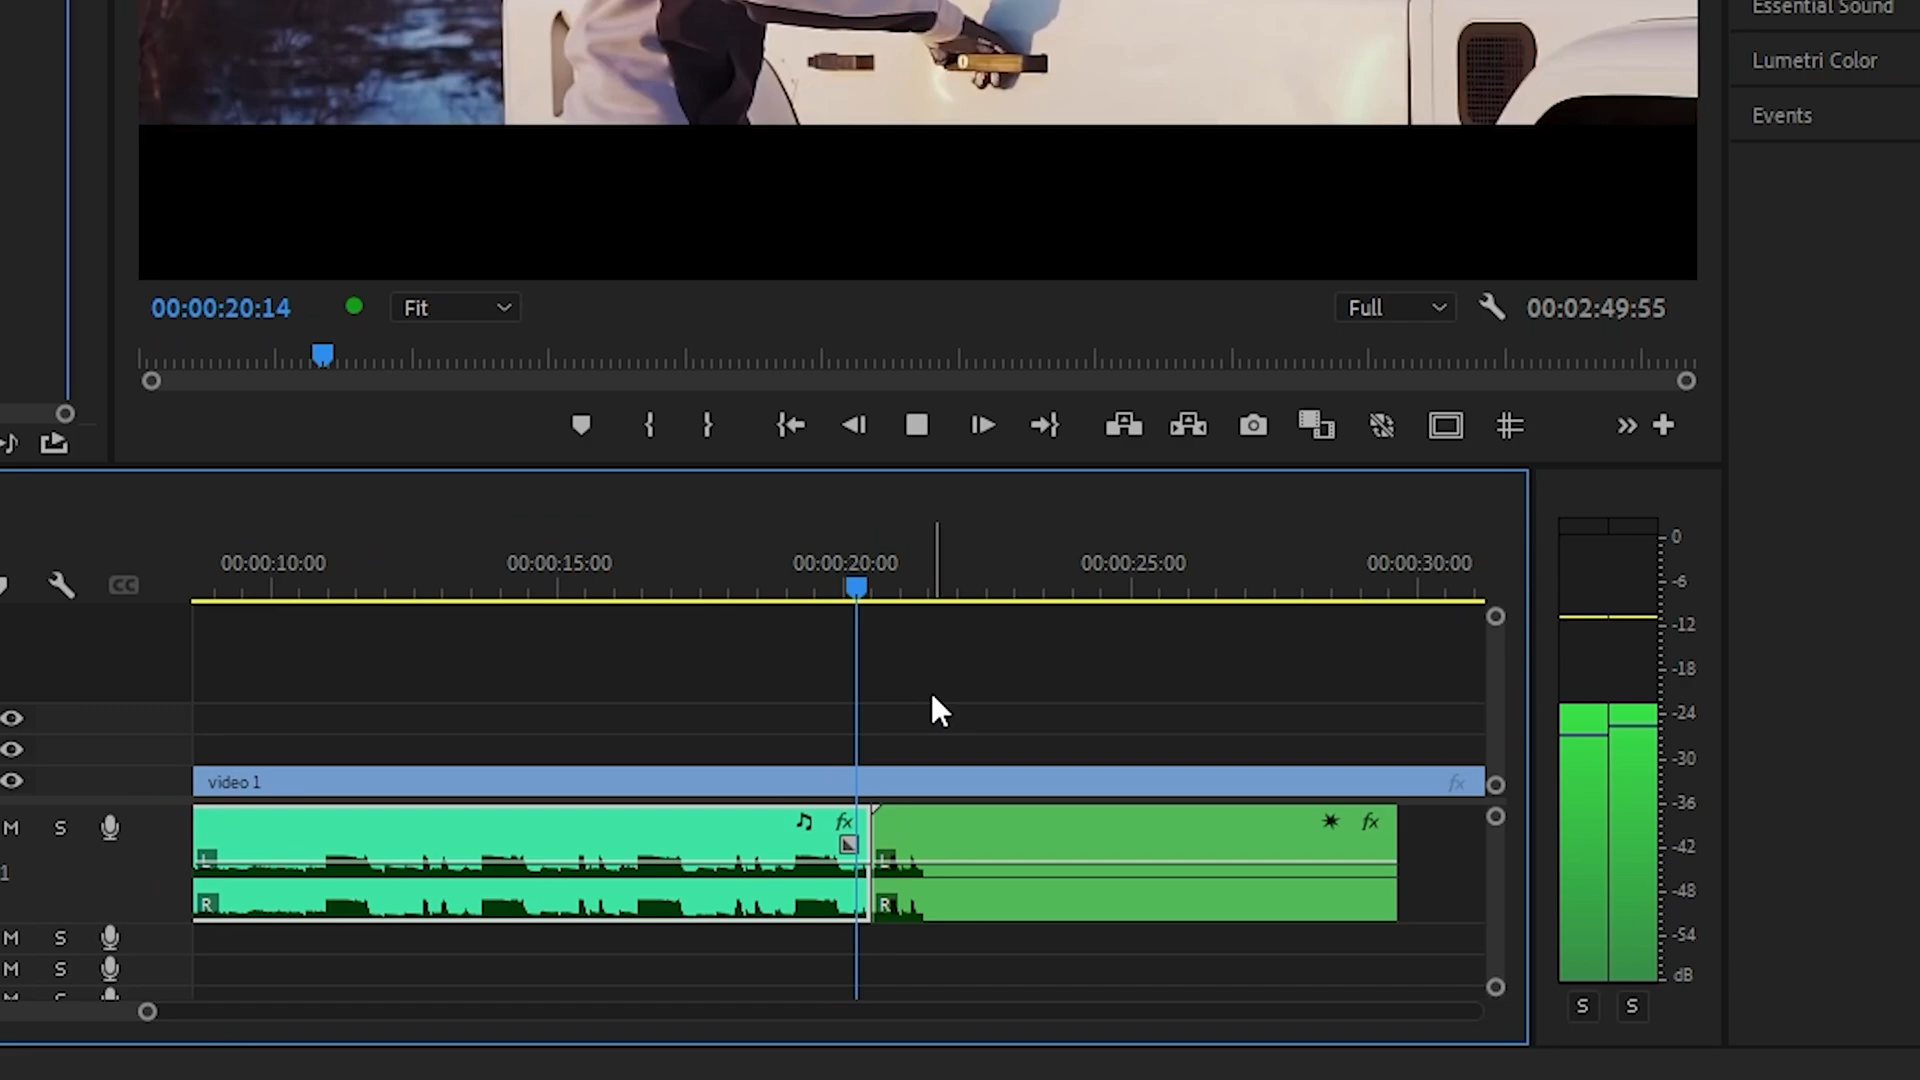 Essential Sound
Lumetri Color
Events
00:00:20:14
Fit
Full
00:02:49:55
00:00:10:00
00:00:15:00
00:00:20:00
00:00:25:00
00:00:30:00
CC
0
-6
-12
-18
-24
-30
-36
-42
-48
-54
dB
video 1
fx
M
S
fx
fx
L
L
1
R
R
M
S
M
S
M
S
S